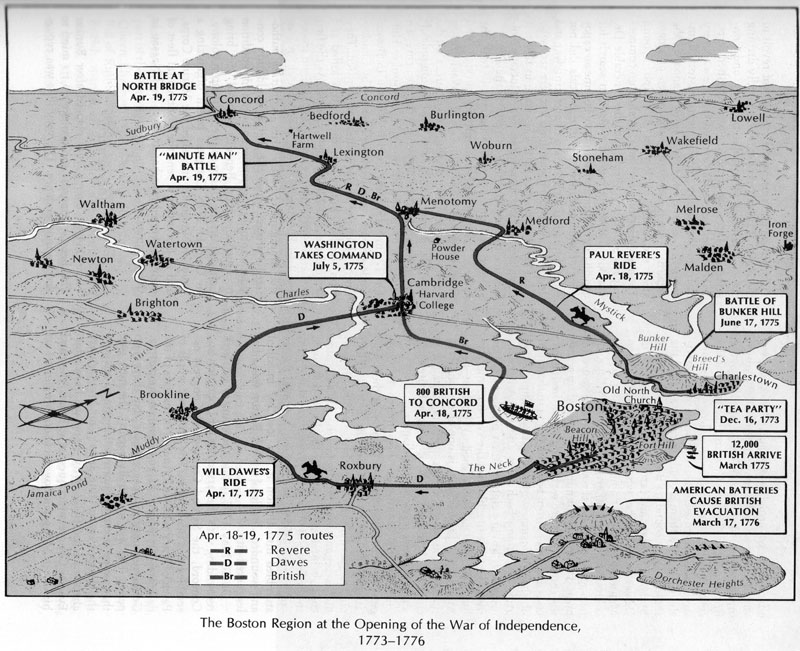 BATTLE AT
NORTH BRIDGE
Apr. 19, 1775
Concord
Concord
Sudbury
Bedford
Burlington
Lowell
Hartwell
Farm
Lexington
Woburn
Stoneham
Wakefield
"MINUTE MAN"
BATTLE
Apr. 19, 1775
R D Br
Menotomy
Medford
Melrose
Iron
Forge
Malden
Waltham
Watertown
Newton
Brighton
Charles
WASHINGTON
TAKES COMMAND
July 5, 1775
Powder
House
Cambridge
Harvard
College
PAUL REVERE'S
RIDE
Apr. 18, 1775
R
Mystick
BATTLE OF
BUNKER HILL
June 17, 1775
Bunker
Hill
Breed's
Hill
Charlestown
D
Br
N
Brookline
Muddy
Jamaica Pond
800 BRITISH
TO CONCORD
Apr. 18, 1775
Old North
Church
Boston
Beacon
Hill
Fort Hill
"TEA PARTY"
Dec. 16, 1773
12,000
BRITISH ARRIVE
March 1775
WILL DAWES'S
RIDE
Apr. 17, 1775
Roxbury
D
The Neck
AMERICAN BATTERIES
CAUSE BRITISH
EVACUATION
March 17, 1776
Dorchester Heights
Apr. 18-19, 1775 routes
R Revere
D Dawes
Br British
The Boston Region at the Opening of the War of Independence,
1773–1776